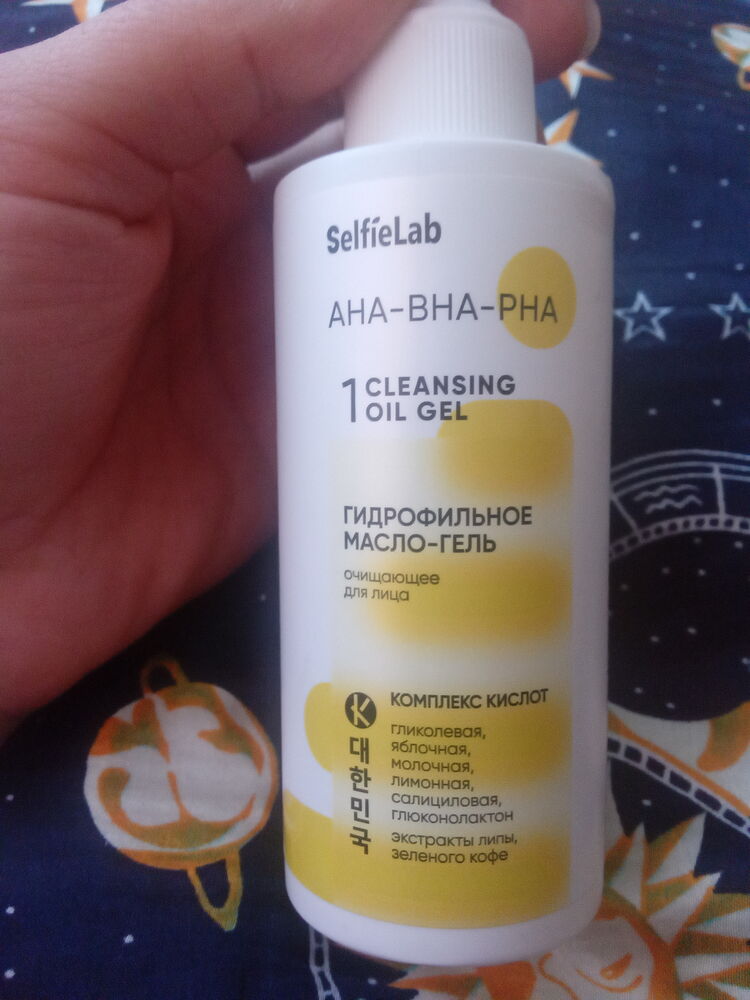 SelfieLab
AHA-BHA-PHA
1 CLEANSING
OIL GEL
ГИДРОФИЛЬНОЕ
МАСЛО-ГЕЛЬ
очищающее
для лица
К
대한민국
КОМПЛЕКС КИСЛОТ
гликолевая,
яблочная,
молочная,
лимонная,
салициловая,
глюконолактон
экстракты липы,
зеленого кофе